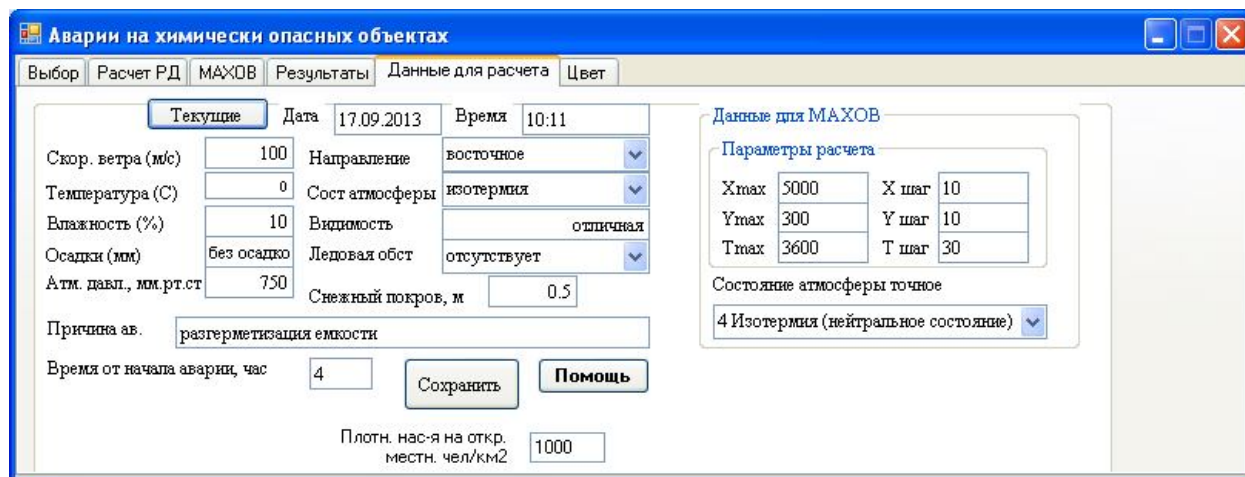 Аварии на химически опасных объектах
Выбор Расчет РД МАХОВ Результаты Данные для расчета Цвет
Текущие Дата 17.09.2013 Время 10:11
Скор. ветра (м/с) 100 Направление восточное
Температура (С) 0 Сост атмосферы изотермия
Влажность (%) 10 Видимость отличная
Осадки (мм) без осадко Ледовая обст отсутствует
Атм. давл., мм.рт.ст 750 Снежный покров, м 0.5
Причина ав. разгерметизация емкости
Время от начала аварии, час 4 Сохранить Помощь
Плотн. нас-я на откр.
местн. чел/км2 1000
Данные для МАХОВ
Параметры расчета
Xmax 5000 X шаг 10
Ymax 300 Y шаг 10
Tmax 3600 T шаг 30
Состояние атмосферы точное
4 Изотермия (нейтральное состояние)